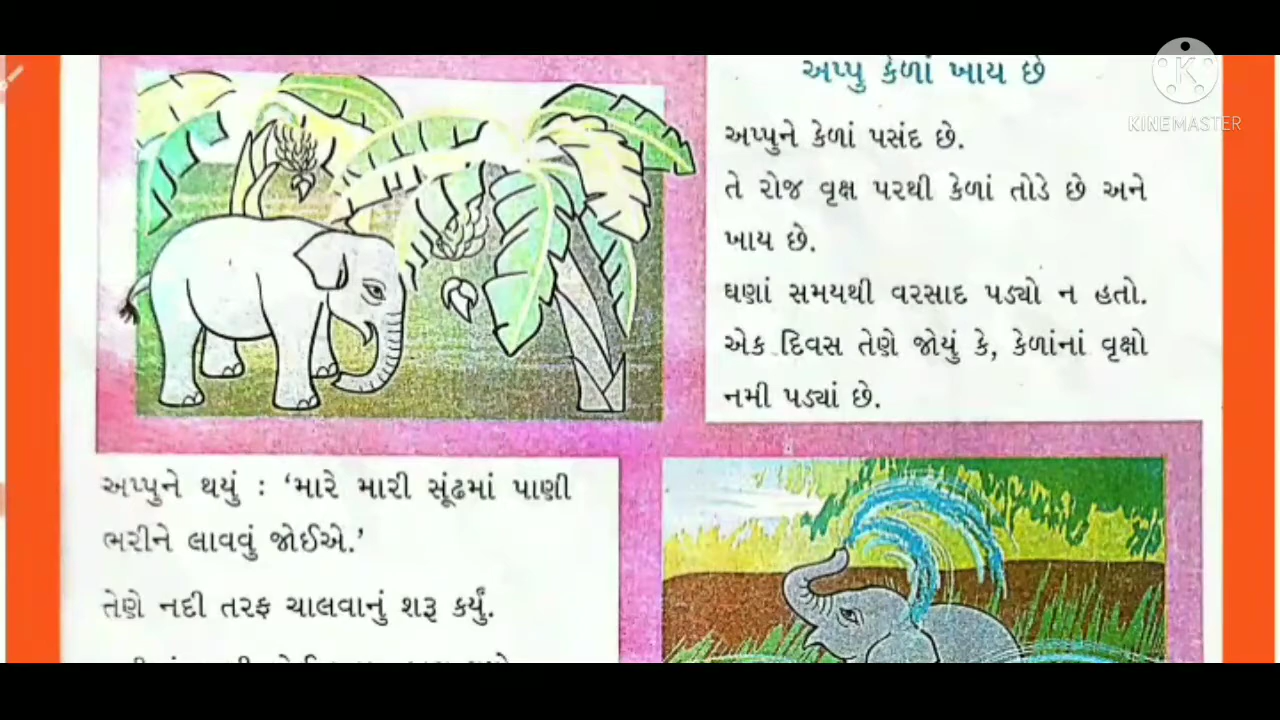 અપ્પુ કેળાં ખાય છે
અપ્પુને કેળાં પસંદ છે.
તે રોજ વૃક્ષ પરથી કેળાં તોડે છે અને
ખાય છે.
ઘણાં સમયથી વરસાદ પડ્યો ન હતો.
એક દિવસ તેણે જોયું કે, કેળાંનાં વૃક્ષો
નમી પડ્યાં છે.
અપ્પુને થયું : ‘મારે મારી સૂંઢમાં પાણી
ભરીને લાવવું જોઈએ.’
તેણે નદી તરફ ચાલવાનું શરૂ કર્યું.
K
KINEMASTER